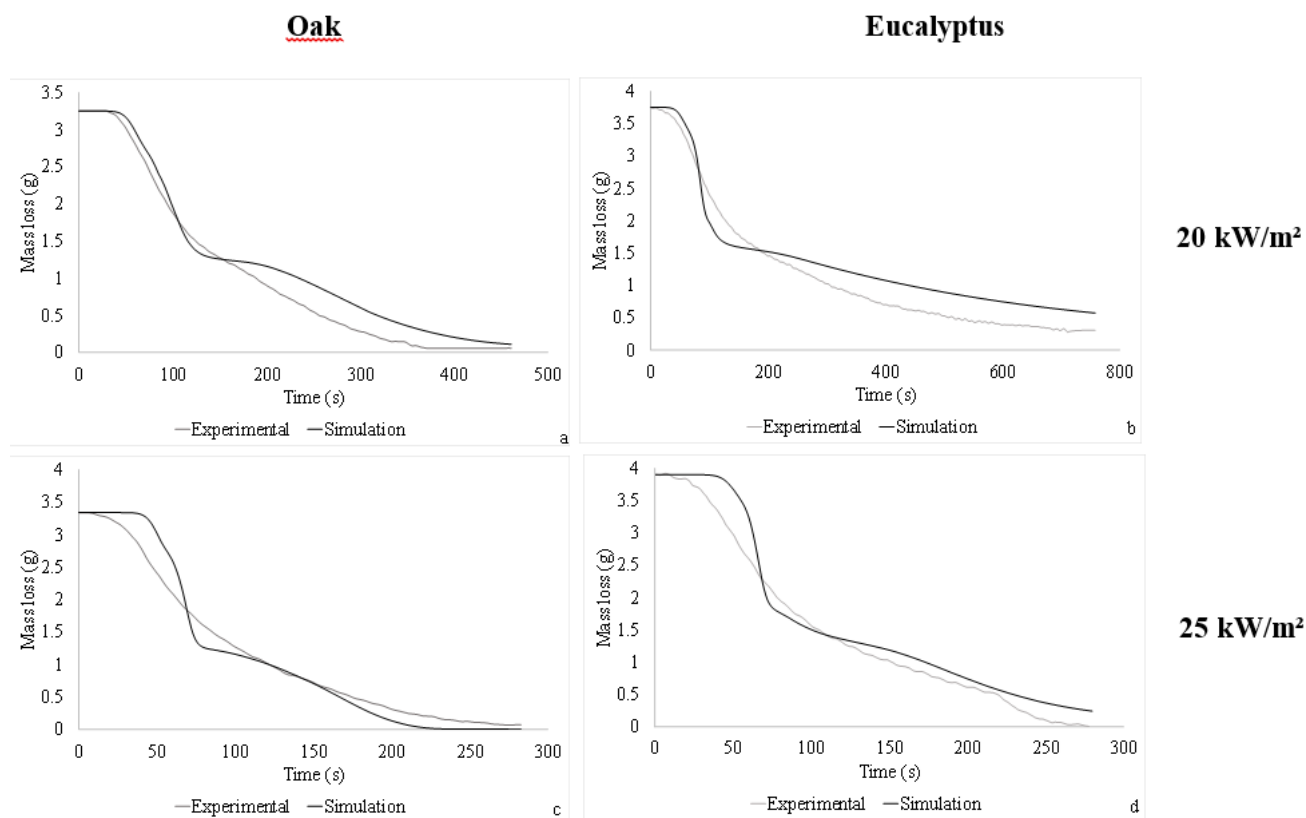 Oak
Eucalyptus
3.5
3
2.5
2
1.5
1
0.5
0
Mass loss (g)
0 100 200 300 400 500
Time (s)
Experimental Simulation
a
4
3.5
3
2.5
2
1.5
1
0.5
0
Mass loss (g)
0 200 400 600 800
Time (s)
Experimental Simulation
b
20 kW/m²
4
3.5
3
2.5
2
1.5
1
0.5
0
Mass loss (g)
0 50 100 150 200 250 300
Time (s)
Experimental Simulation
c
4
3.5
3
2.5
2
1.5
1
0.5
0
Mass loss (g)
0 50 100 150 200 250 300
Time (s)
Experimental Simulation
d
25 kW/m²